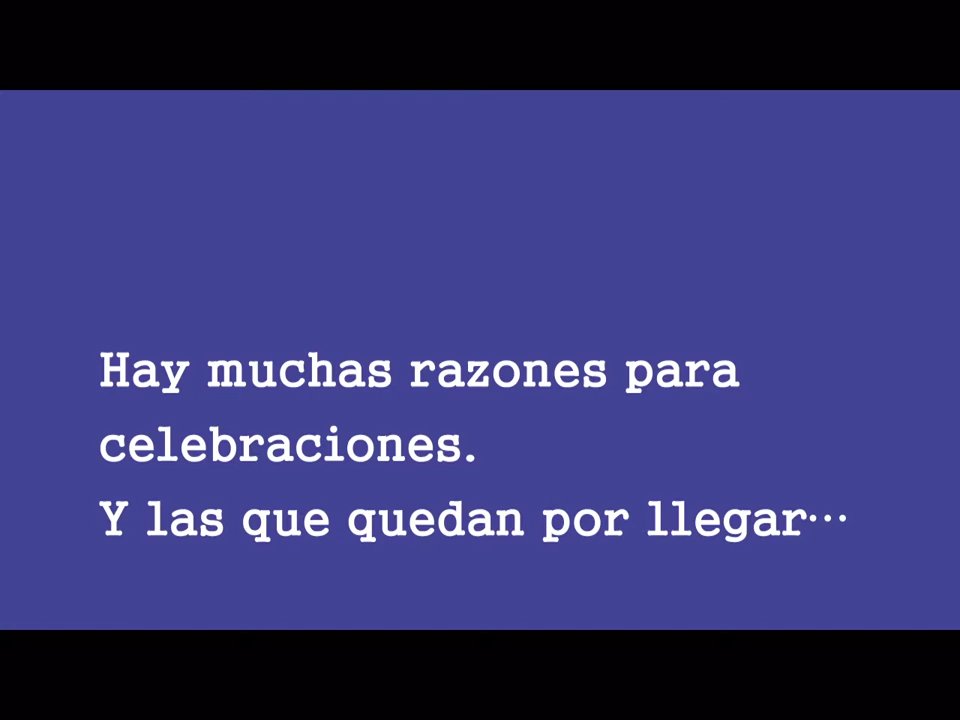 Hay muchas razones para
celebraciones.
Y las que quedan por llegar…